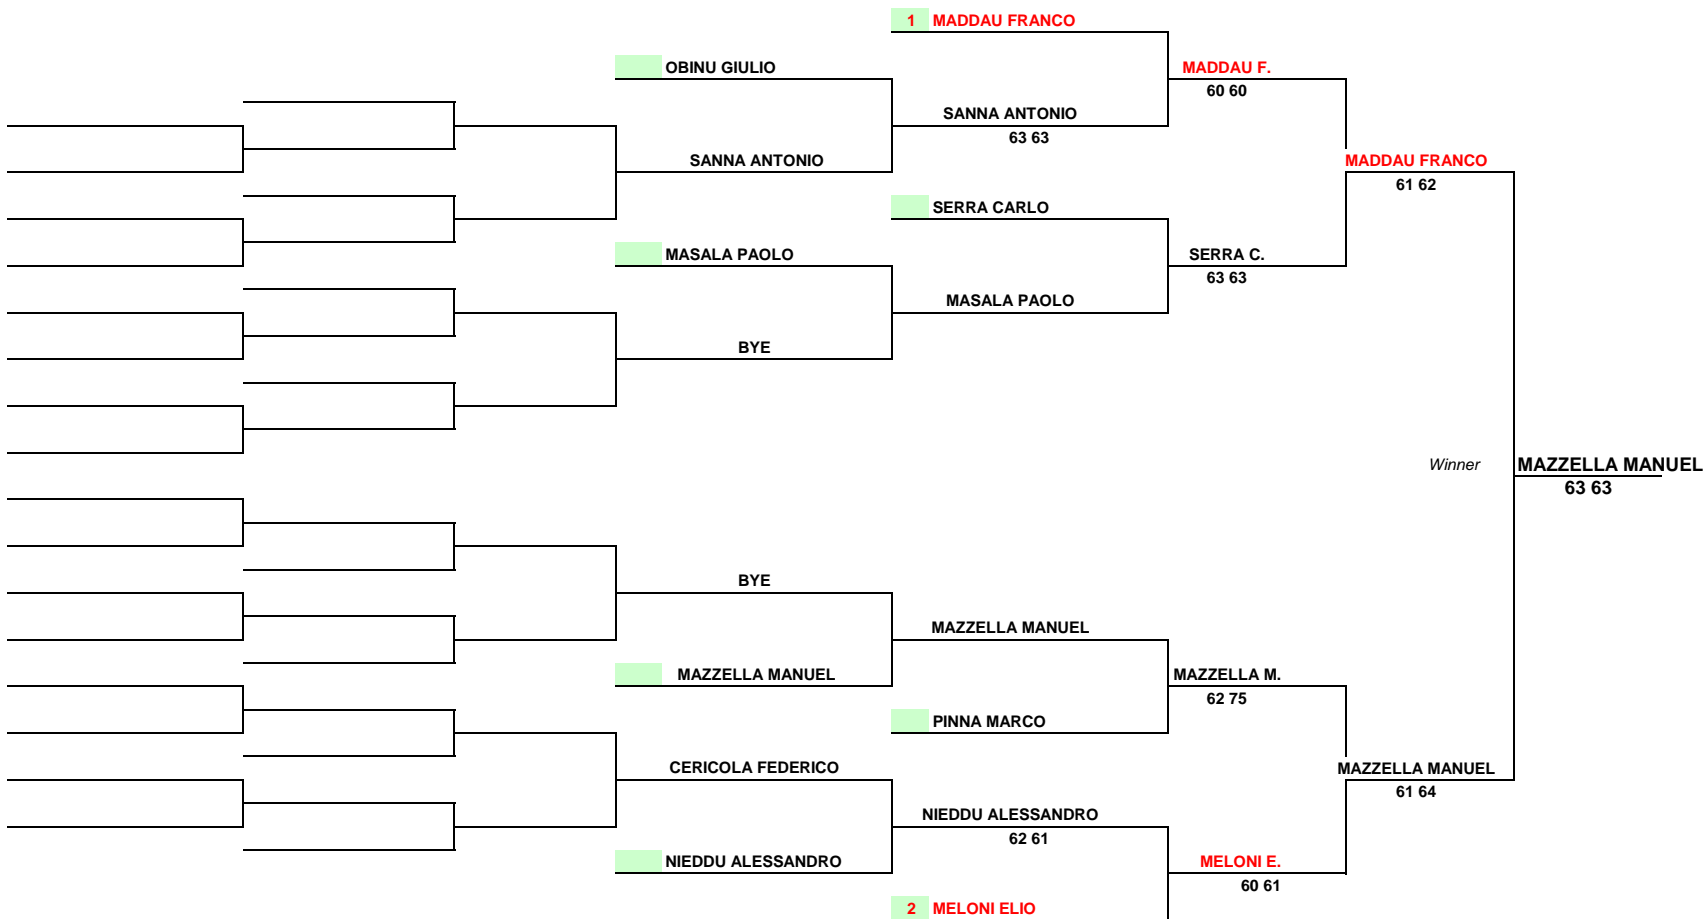 1 MADDAU FRANCO
OBINU GIULIO
MADDAU F.
60 60
SANNA ANTONIO
63 63
SANNA ANTONIO
MADDAU FRANCO
61 62
SERRA CARLO
MASALA PAOLO
SERRA C.
63 63
MASALA PAOLO
BYE
Winner
MAZZELLA MANUEL
63 63
BYE
MAZZELLA MANUEL
MAZZELLA MANUEL
MAZZELLA M.
62 75
PINNA MARCO
CERICOLA FEDERICO
MAZZELLA MANUEL
61 64
NIEDDU ALESSANDRO
62 61
NIEDDU ALESSANDRO
MELONI E.
60 61
2 MELONI ELIO